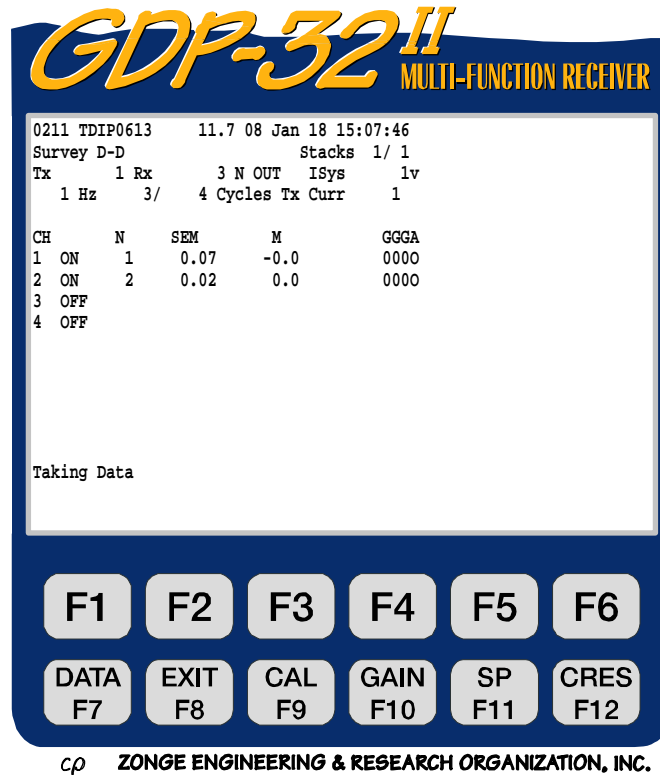 GDP-32 II
MULTI-FUNCTION RECEIVER
0211 TDIP0613 11.7 08 Jan 18 15:07:46
Survey D-D Stacks 1/ 1
Tx 1 Rx 3 N OUT ISys 1v
1 Hz 3/ 4 Cycles Tx Curr 1
CH N SEM M GGGA
1 ON 1 0.07 -0.0 0000
2 ON 2 0.02 0.0 0000
3 OFF
4 OFF
Taking Data
F1 F2 F3 F4 F5 F6
DATA EXIT CAL GAIN SP CRES
F7 F8 F9 F10 F11 F12
ZONGE ENGINEERING & RESEARCH ORGANIZATION, INC.